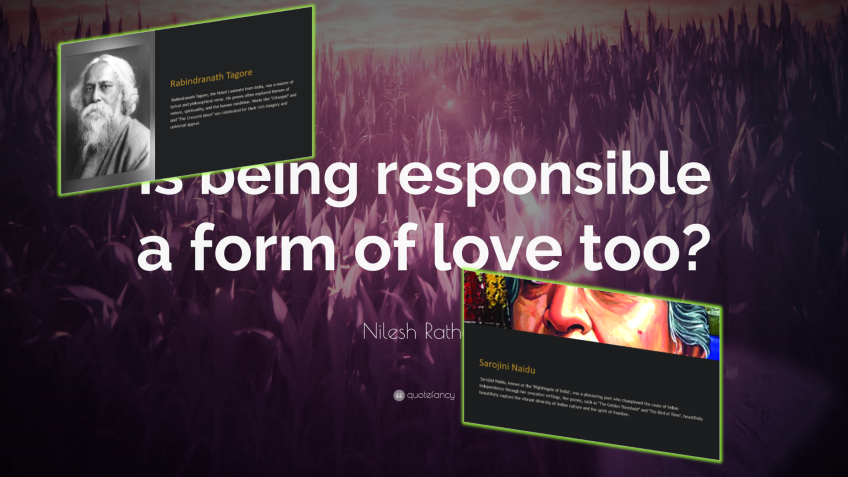 Rabindranath Tagore
Rabindranath Tagore, the Nobel Laureate from India, was a master of
lyrical and philosophical verse. His poems often explored themes of
nature, spirituality, and the human condition. Works like "Gitanjali" and
"The Crescent Moon" are celebrated for their rich imagery and
universal appeal.
is being responsible
a form of love too?
Nilesh Rath
quotefancy
Sarojini Naidu
Sarojini Naidu, known as the "Nightingale of India", was a pioneering poet who championed the cause of Indian
independence through her evocative writings. Her poems, such as "The Golden Threshold" and "The Bird of Time", beautifully
beautifully capture the vibrant diversity of Indian culture and the spirit of freedom.